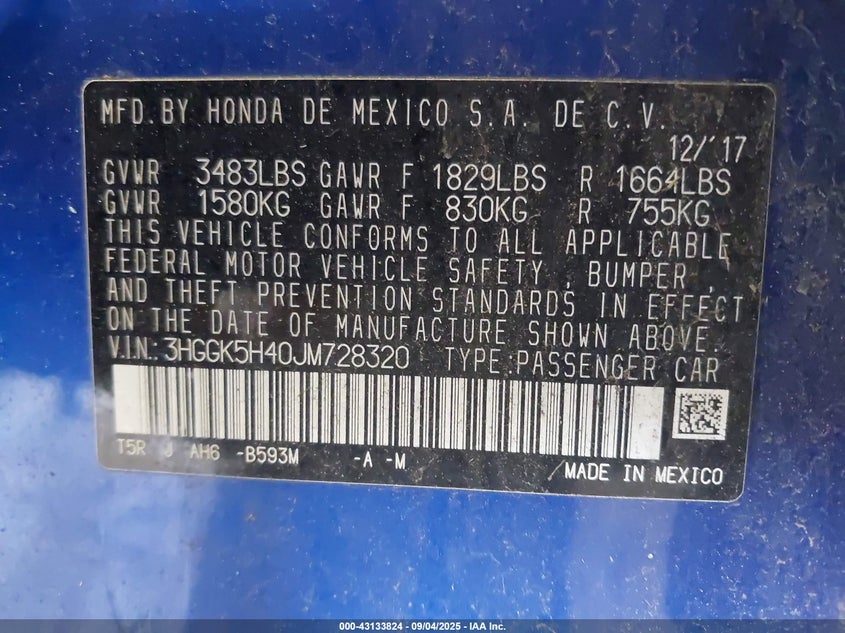 MFD. BY HONDA DE MEXICO S.A. DE C.V.
12/'17
GVWR 3483LBS GAWR F 1829LBS R 1664LBS
GVWR 1580KG GAWR F 830KG R 755KG
THIS VEHICLE CONFORMS TO ALL APPLICABLE
FEDERAL MOTOR VEHICLE SAFETY , BUMPER ,
AND THEFT PREVENTION STANDARDS IN EFFECT
ON THE DATE OF MANUFACTURE SHOWN ABOVE.
V.I.N: 3HGGK5H40JM728320 TYPE:PASSENGER CAR
T5R J AH6 -B593M -A -M
MADE IN MEXICO
000-43133824 - 09/04/2025 - IAA Inc.